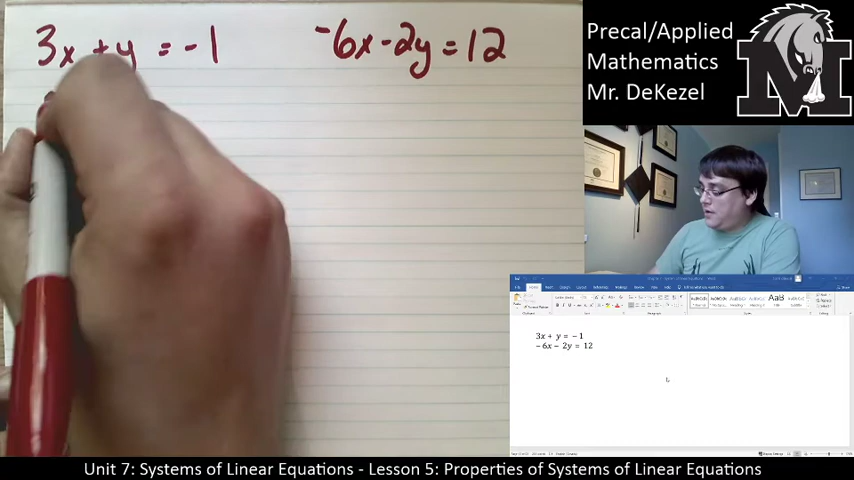 3x + y = -1
-6x - 2y = 12
Precal/Applied
Mathematics
Mr. DeKezel
M
3x + y = -1
-6x - 2y = 12
Unit 7: Systems of Linear Equations - Lesson 5: Properties of Systems of Linear Equations